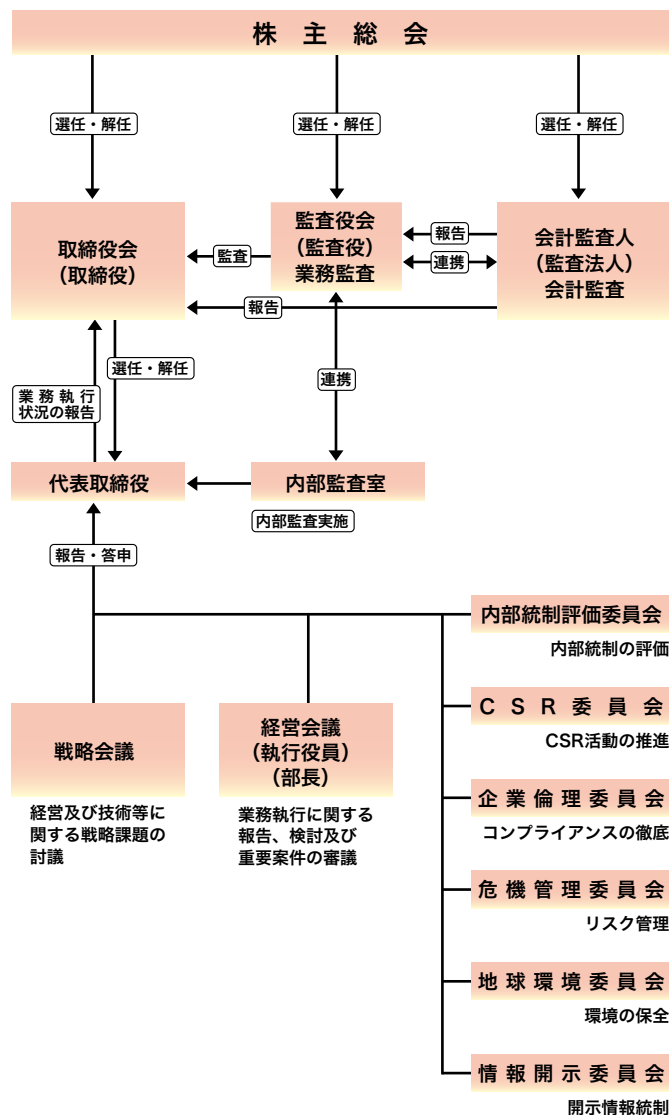 株主総会
選任・解任
選任・解任
選任・解任
取締役会
(取締役)
監査
監査役会
(監査役)
業務監査
報告
連携
会計監査人
(監査法人)
会計監査
報告
選任・解任
業務執行
状況の報告
連携
代表取締役
内部監査室
内部監査実施
報告・答申
戦略会議
経営及び技術等に
関する戦略課題の
討議
経営会議
(執行役員)
(部長)
業務執行に関する
報告、検討及び
重要案件の審議
内部統制評価委員会
内部統制の評価
CSR委員会
CSR活動の推進
企業倫理委員会
コンプライアンスの徹底
危機管理委員会
リスク管理
地球環境委員会
環境の保全
情報開示委員会
開示情報統制